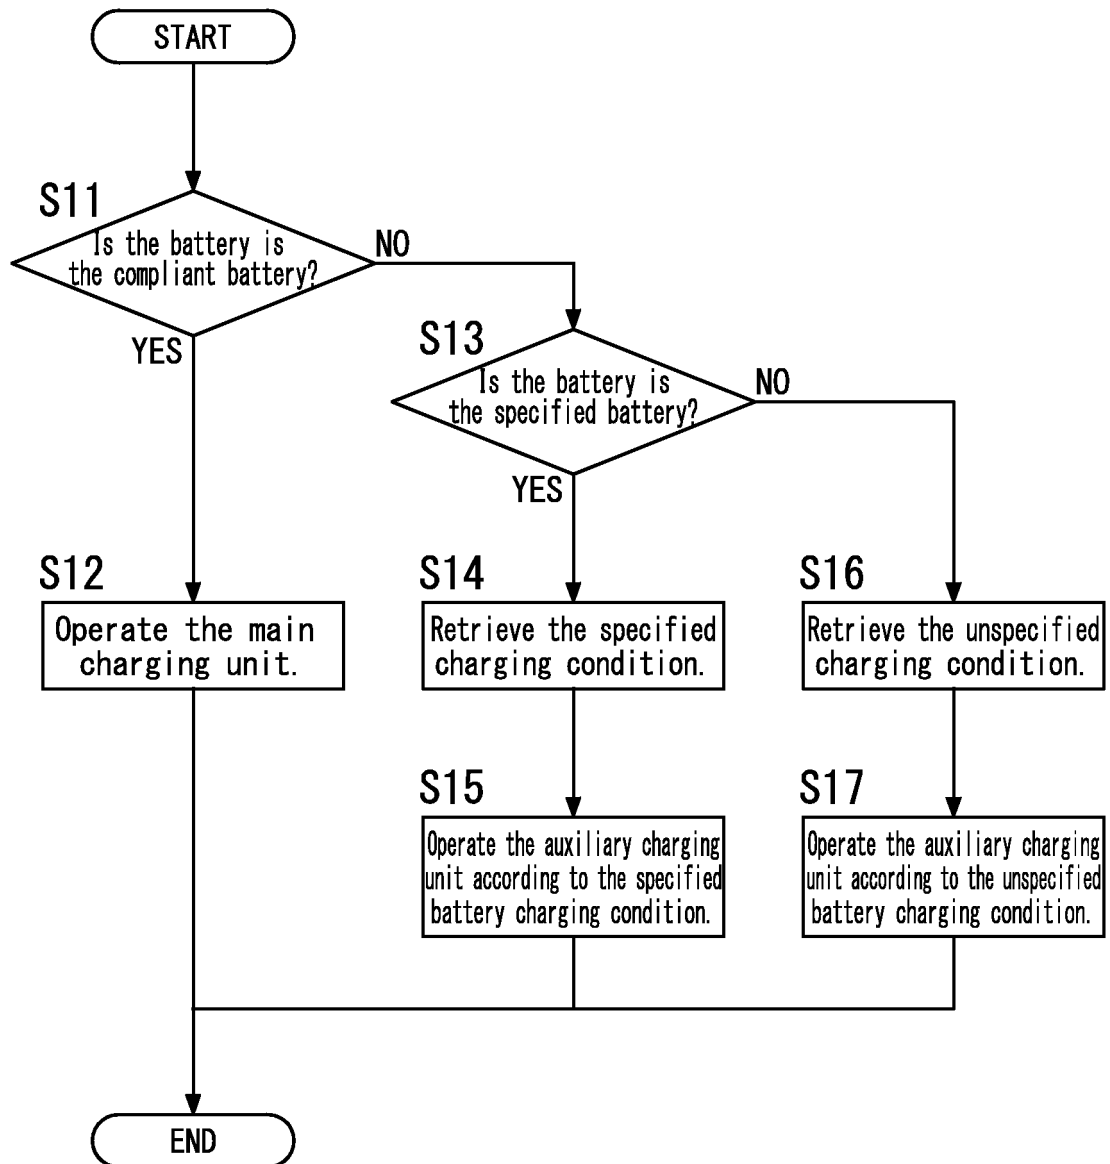 START
S11
Is the battery is
the compliant battery?
NO
YES
S13
Is the battery is
the specified battery?
NO
YES
S12
Operate the main
charging unit.
S14
Retrieve the specified
charging condition.
S16
Retrieve the unspecified
charging condition.
S15
Operate the auxiliary charging
unit according to the specified
battery charging condition.
S17
Operate the auxiliary charging
unit according to the unspecified
battery charging condition.
END